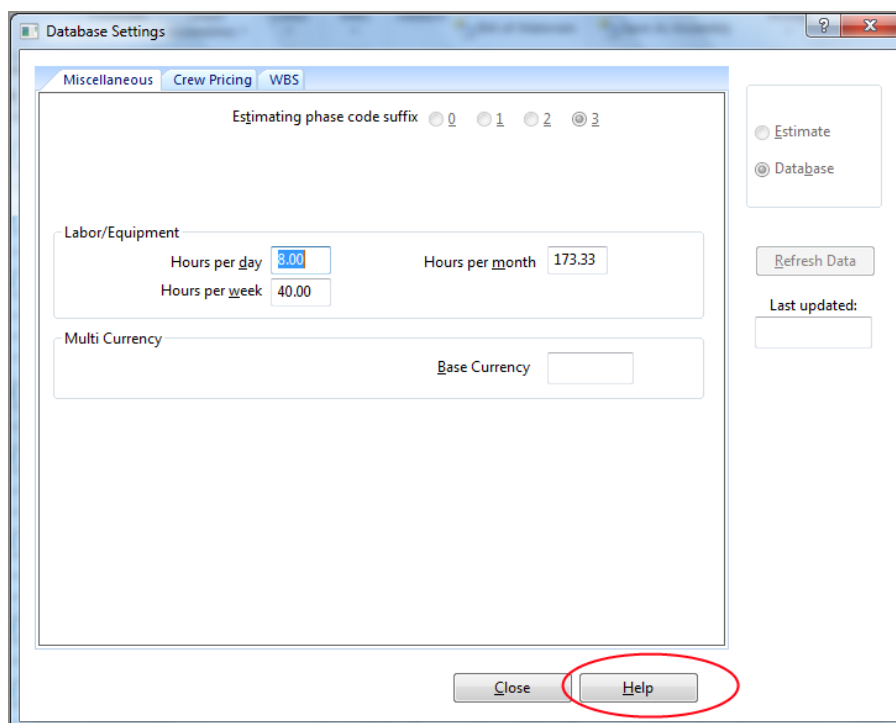 Database Settings
?
Miscellaneous Crew Pricing WBS
Estimating phase code suffix 0 1 2 3
Estimate
Database
Labor/Equipment
Hours per day 8.00 Hours per month 173.33
Hours per week 40.00
Refresh Data
Last updated:
Multi Currency
Base Currency
Close Help